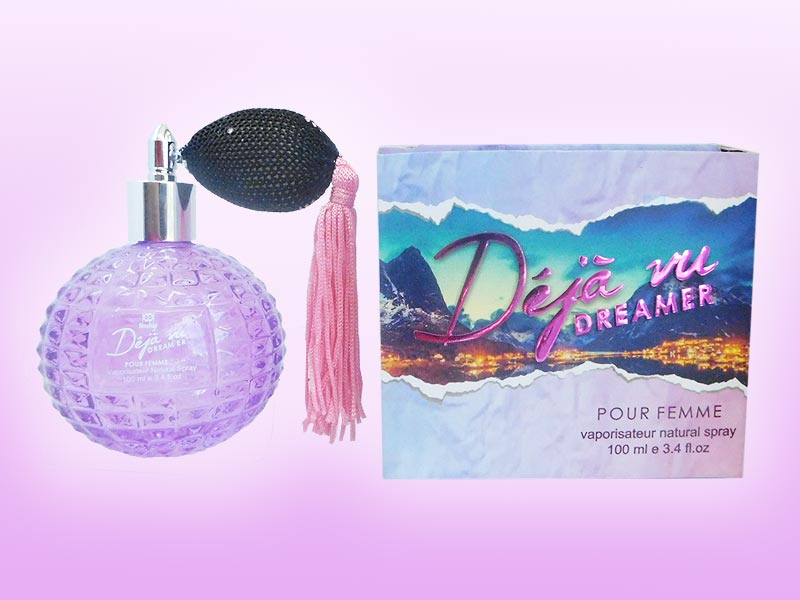 Déjà vu
DREAMER
POUR FEMME
Vaporisateur Natural Spray
100 ml e 3.4 fl.oz
Déjà vu
DREAMER
POUR FEMME
vaporisateur natural spray
100 ml e 3.4 fl.oz